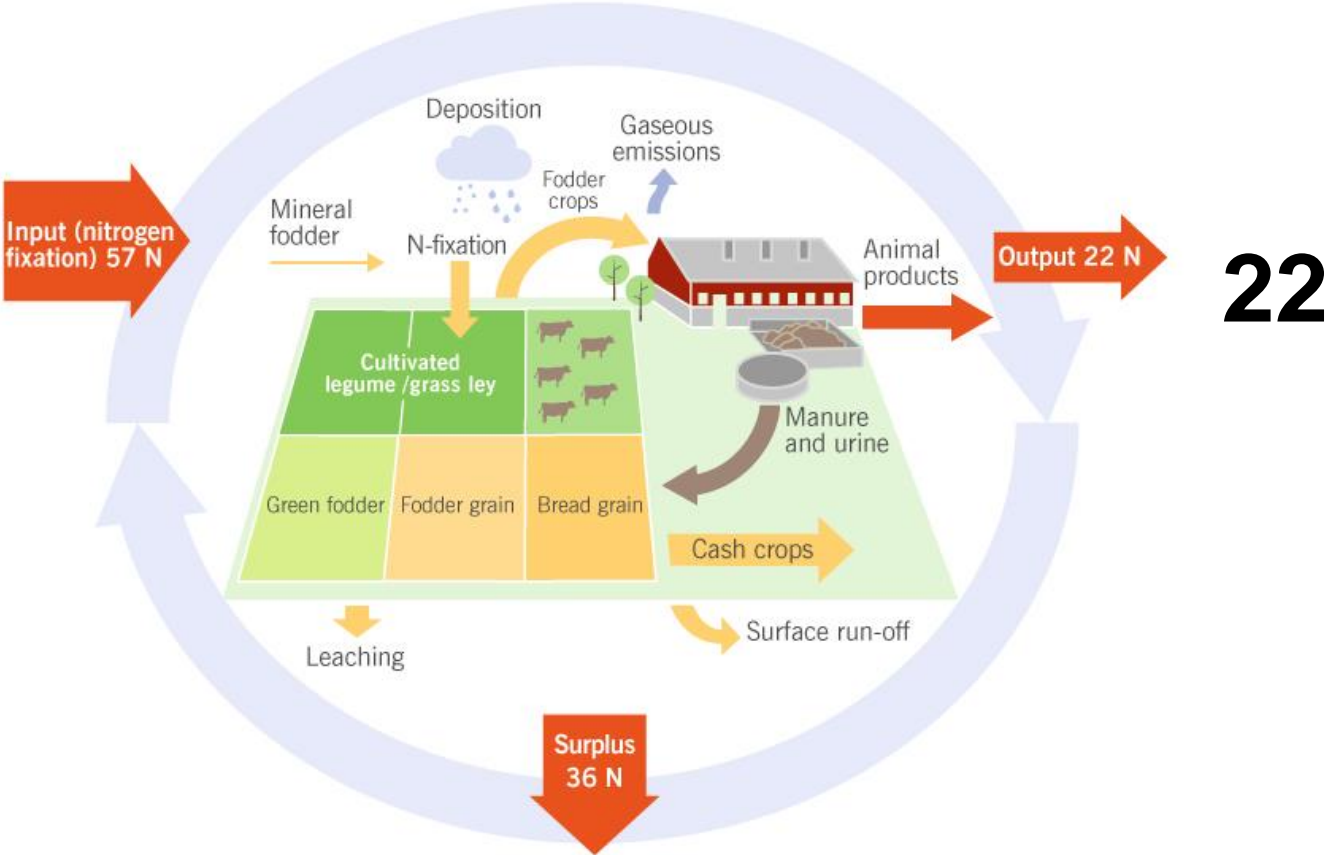 Deposition
Gaseous
emissions
Fodder
crops
Mineral
fodder
N-fixation
Input (nitrogen
fixation) 57 N
Animal
products
Output 22 N
22
Cultivated
legume /grass ley
Manure
and urine
Green fodder
Fodder grain
Bread grain
Cash crops
Surface run-off
Leaching
Surplus
36 N